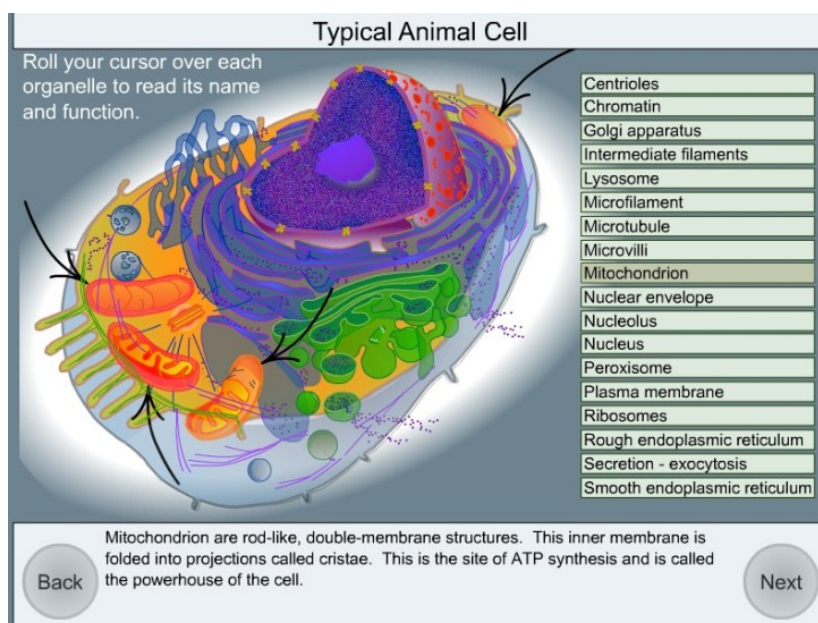 Typical Animal Cell
Roll your cursor over each
organelle to read its name
and function.
Centrioles
Chromatin
Golgi apparatus
Intermediate filaments
Lysosome
Microfilament
Microtubule
Microvilli
Mitochondrion
Nuclear envelope
Nucleolus
Nucleus
Peroxisome
Plasma membrane
Ribosomes
Rough endoplasmic reticulum
Secretion - exocytosis
Smooth endoplasmic reticulum
Mitochondrion are rod-like, double-membrane structures. This inner membrane is
folded into projections called cristae. This is the site of ATP synthesis and is called
the powerhouse of the cell.
Back
Next